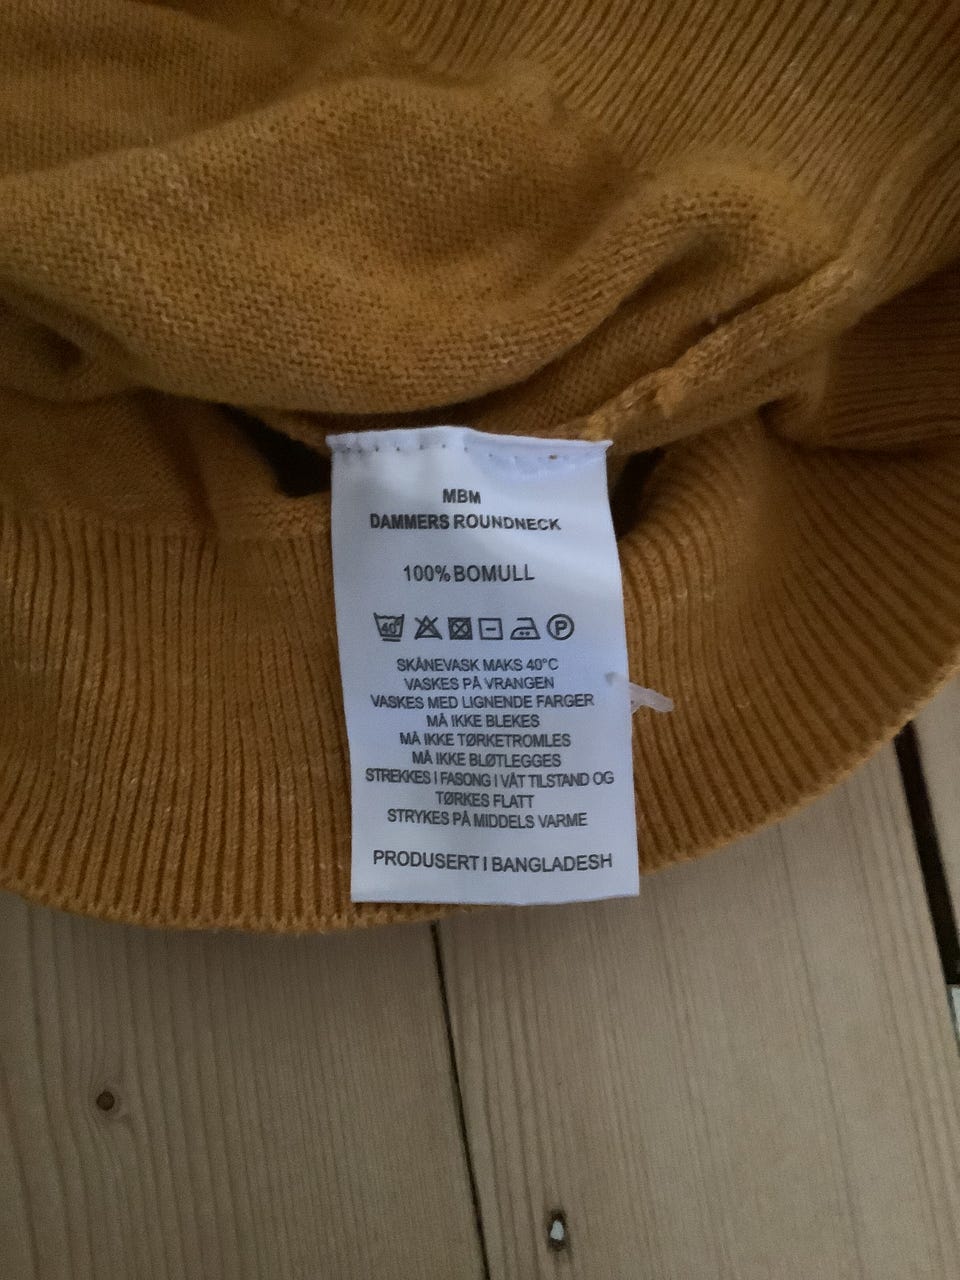 MBM
DAMMERS ROUNDNECK
100% BOMULL
40° P
SKÅNEVASK MAKS 40°C
VASKES PÅ VRANGEN
VASKES MED LIGNENDE FARGER
MÅ IKKE BLEKES
MÅ IKKE TØRKETROMLES
MÅ IKKE BLØTLEGGES
STREKKES I FASONG I VÅT TILSTAND OG
TØRKES FLATT
STRYKES PÅ MIDDELS VARME
PRODUSERT I BANGLADESH